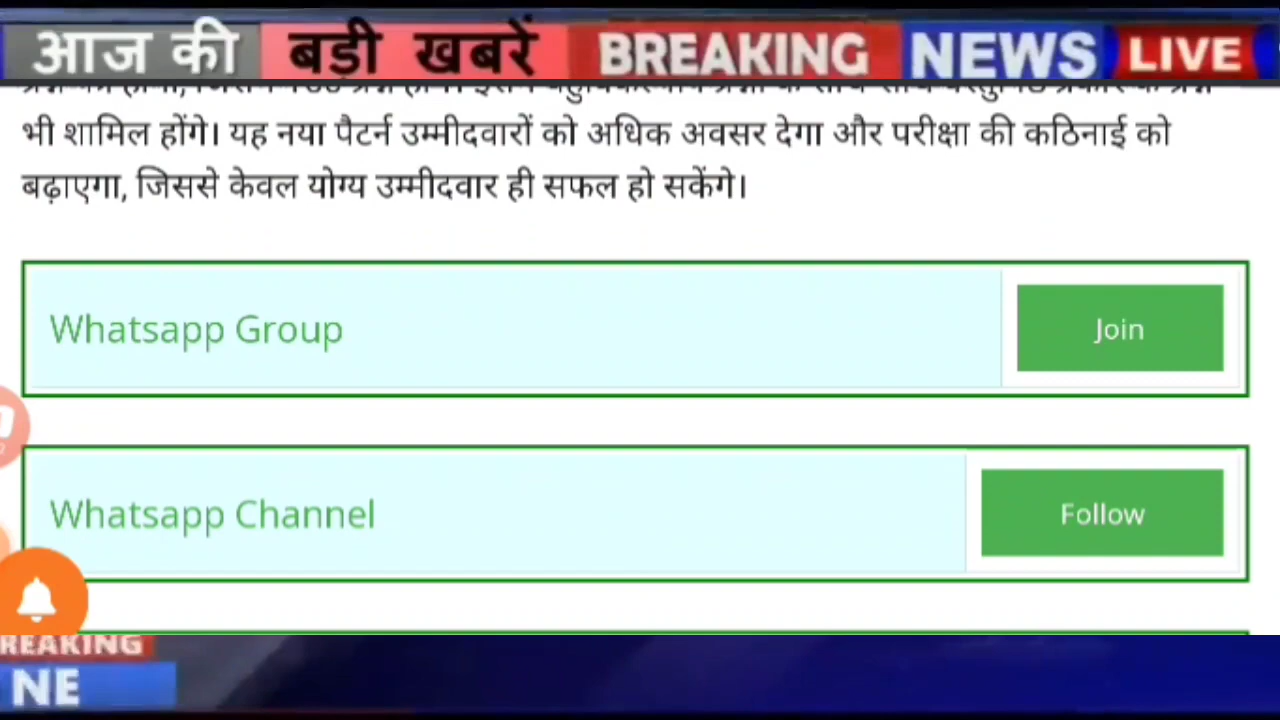 आज की बड़ी खबरें BREAKING NEWS LIVE
भी शामिल होंगे। यह नया पैटर्न उम्मीदवारों को अधिक अवसर देगा और परीक्षा की कठिनाई को
बढ़ाएगा, जिससे केवल योग्य उम्मीदवार ही सफल हो सकेंगे।
Whatsapp Group
Join
Whatsapp Channel
Follow
REAKING
NE